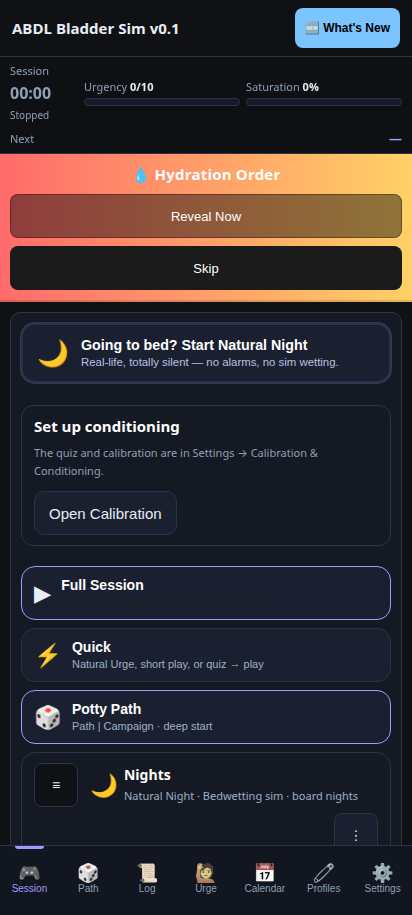 ABDL Bladder Sim v0.1
🆕 What's New
Session
00:00
Stopped
Urgency 0/10
Saturation 0%
Next
—
💧 Hydration Order
Reveal Now
Skip
Going to bed? Start Natural Night
Real-life, totally silent — no alarms, no sim wetting.
Set up conditioning
The quiz and calibration are in Settings → Calibration &
Conditioning.
Open Calibration
Full Session
Quick
Natural Urge, short play, or quiz → play
Potty Path
Path | Campaign · deep start
Nights
Natural Night · Bedwetting sim · board nights
Session
Path
Log
Urge
Calendar
Profiles
Settings